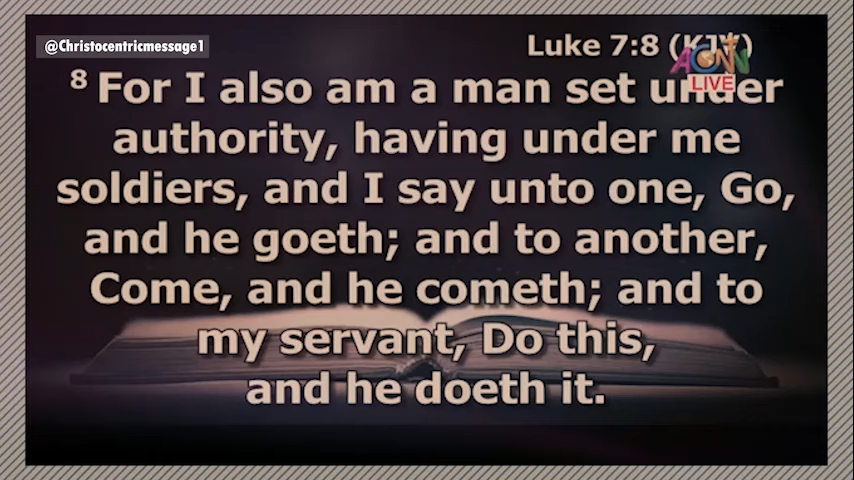 @Christocentricmessage1
Luke 7:8 (KJV)
ACNN
LIVE
8 For I also am a man set under
authority, having under me
soldiers, and I say unto one, Go,
and he goeth; and to another,
Come, and he cometh; and to
my servant, Do this,
and he doeth it.